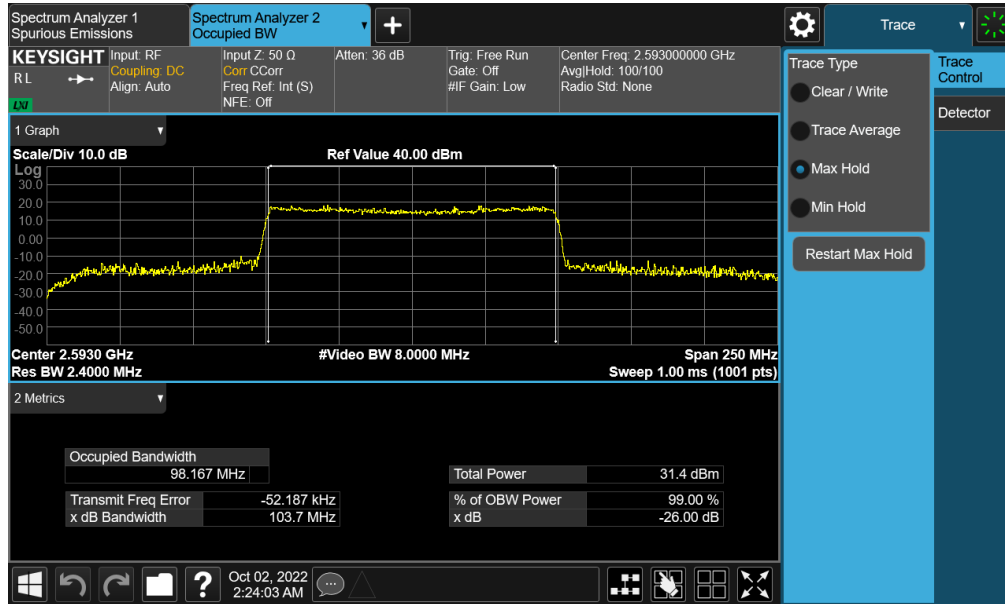 Spectrum Analyzer 1
Spurious Emissions
Spectrum Analyzer 2
Occupied BW
Trace
KEYSIGHT
R L
LXI
Input: RF
Coupling: DC
Align: Auto
Input Z: 50 Ω
Corr CCorr
Freq Ref: Int (S)
NFE: Off
Atten: 36 dB
Trig: Free Run
Gate: Off
#IF Gain: Low
Center Freq: 2.593000000 GHz
Avg|Hold: 100/100
Radio Std: None
Trace Type
Clear / Write
Trace Average
Max Hold
Min Hold
Restart Max Hold
Trace
Control
Detector
1 Graph
Scale/Div 10.0 dB
Ref Value 40.00 dBm
Log
30.0
20.0
10.0
0.00
-10.0
-20.0
-30.0
-40.0
-50.0
Center 2.5930 GHz
#Video BW 8.0000 MHz
Span 250 MHz
Res BW 2.4000 MHz
Sweep 1.00 ms (1001 pts)
2 Metrics
Occupied Bandwidth
98.167 MHz
Total Power 31.4 dBm
Transmit Freq Error -52.187 kHz
% of OBW Power 99.00 %
x dB Bandwidth 103.7 MHz
x dB -26.00 dB
?
Oct 02, 2022
2:24:03 AM